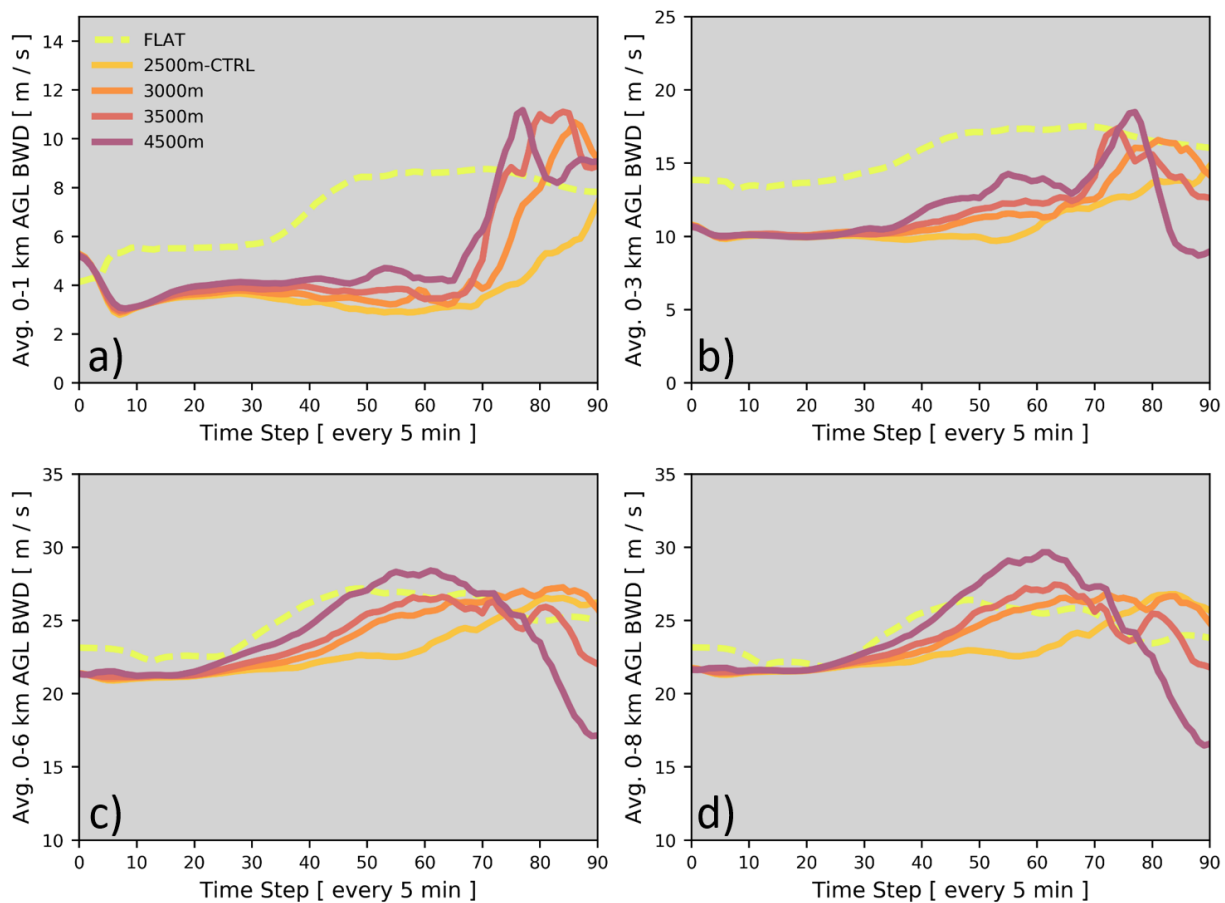 Avg. 0-1 km AGL BWD [ m / s ]
14
12
10
8
6
4
2
0
FLAT
2500m-CTRL
3000m
3500m
4500m
a)
0 10 20 30 40 50 60 70 80 90
Time Step [ every 5 min ]
Avg. 0-3 km AGL BWD [ m / s ]
25
20
15
10
5
0
b)
0 10 20 30 40 50 60 70 80 90
Time Step [ every 5 min ]
Avg. 0-6 km AGL BWD [ m / s ]
35
30
25
20
15
10
c)
0 10 20 30 40 50 60 70 80 90
Time Step [ every 5 min ]
Avg. 0-8 km AGL BWD [ m / s ]
35
30
25
20
15
10
d)
0 10 20 30 40 50 60 70 80 90
Time Step [ every 5 min ]